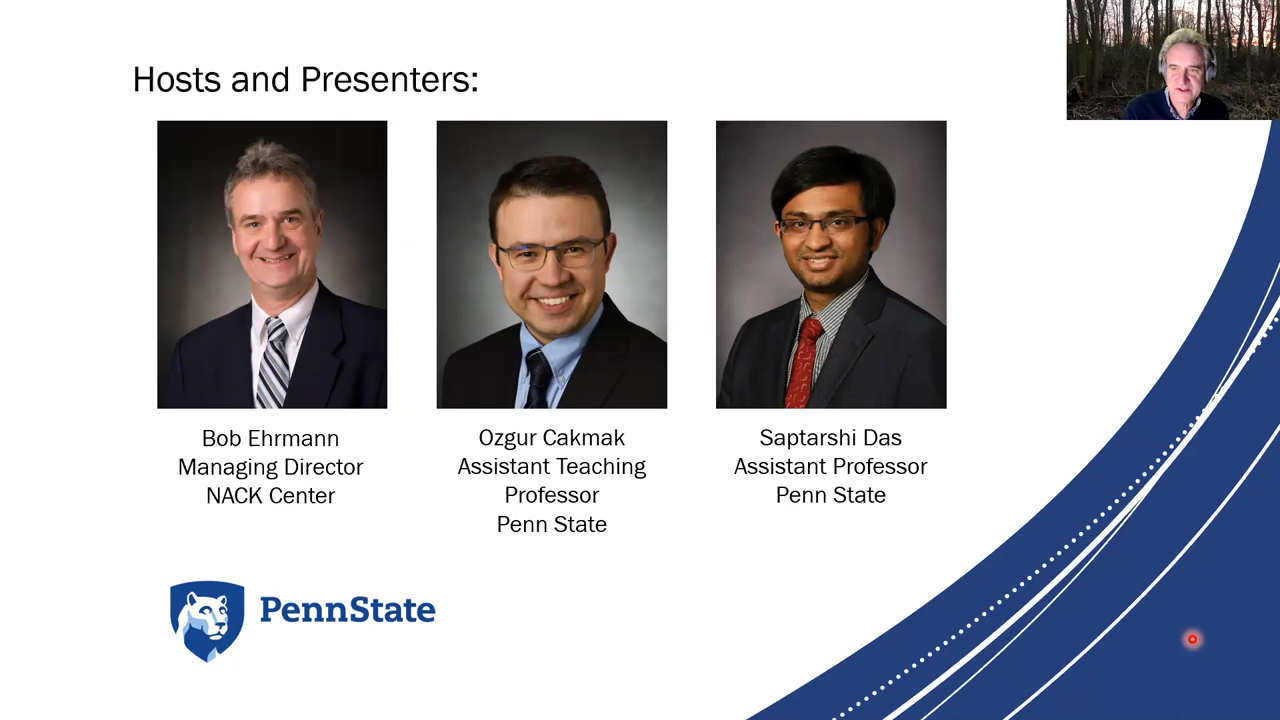 Hosts and Presenters:
Bob Ehrmann
Managing Director
NACK Center
Ozgur Cakmak
Assistant Teaching
Professor
Penn State
Saptarshi Das
Assistant Professor
Penn State
PennState